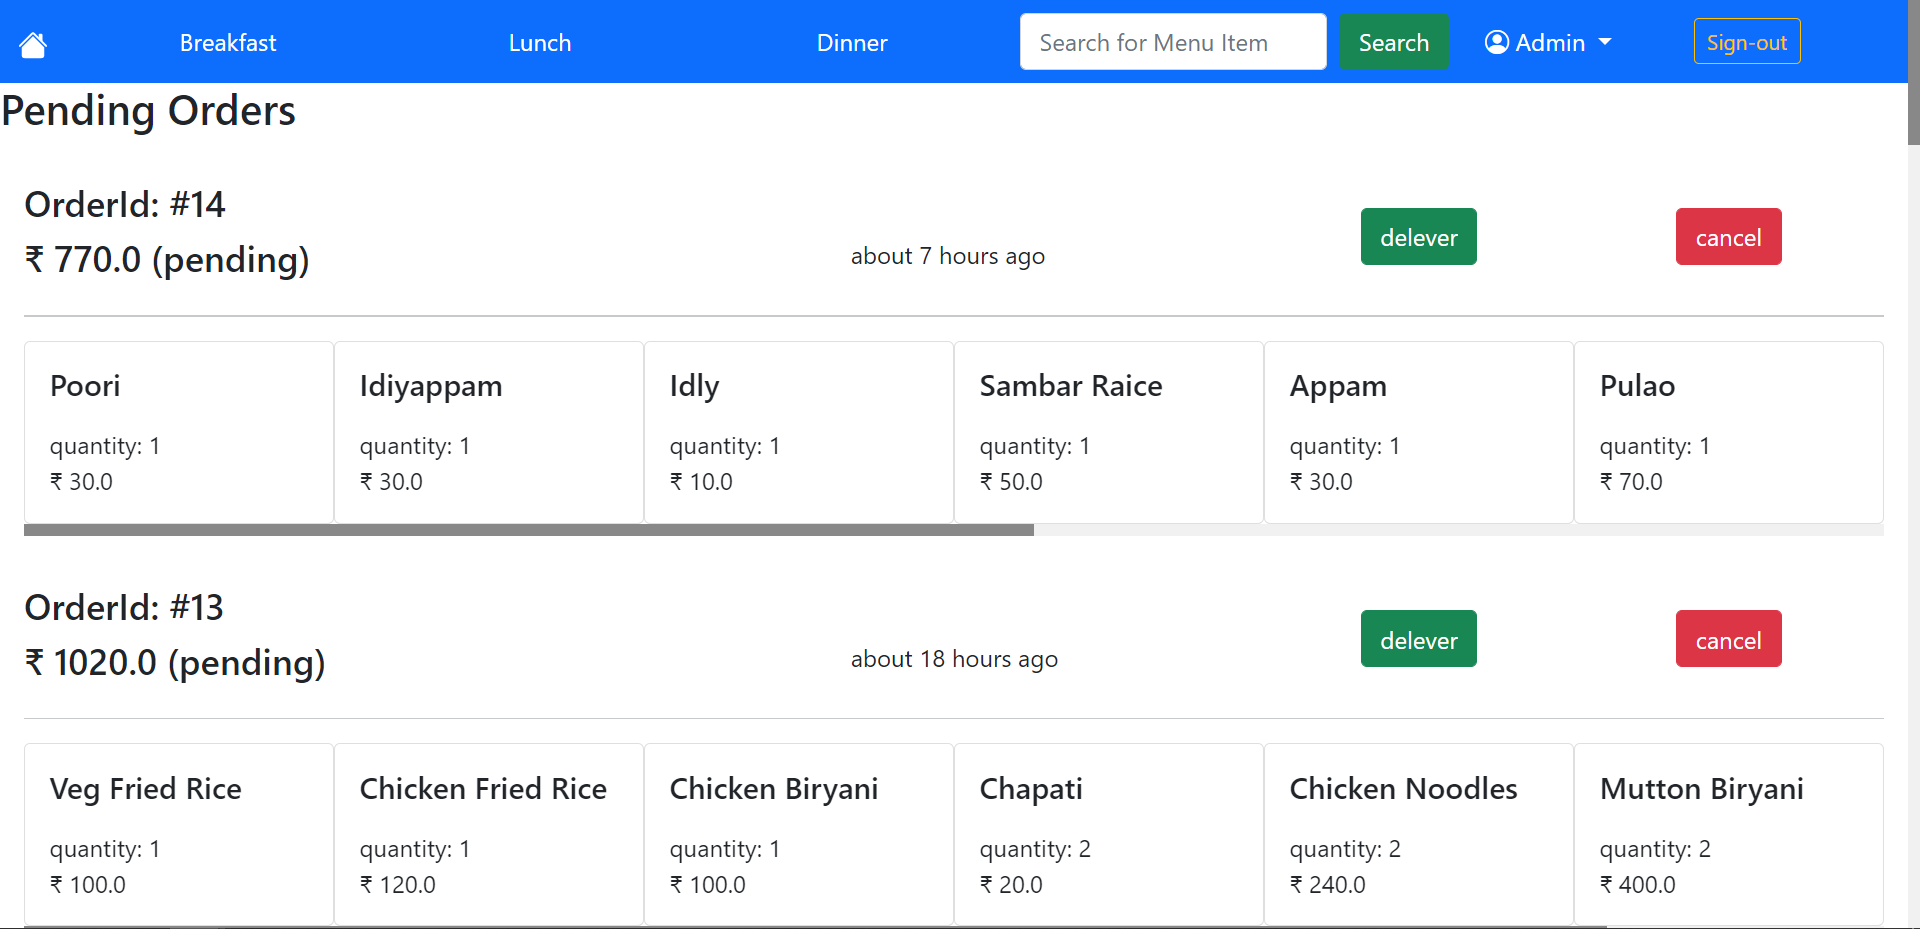 Breakfast Lunch Dinner Search for Menu Item Search Admin Sign-out
Pending Orders
OrderId: #14
₹ 770.0 (pending) about 7 hours ago delever cancel
Poori Idiyappam Idly Sambar Raice Appam Pulao
quantity: 1 quantity: 1 quantity: 1 quantity: 1 quantity: 1 quantity: 1
₹ 30.0 ₹ 30.0 ₹ 10.0 ₹ 50.0 ₹ 30.0 ₹ 70.0
OrderId: #13
₹ 1020.0 (pending) about 18 hours ago delever cancel
Veg Fried Rice Chicken Fried Rice Chicken Biryani Chapati Chicken Noodles Mutton Biryani
quantity: 1 quantity: 1 quantity: 1 quantity: 2 quantity: 2 quantity: 2
₹ 100.0 ₹ 120.0 ₹ 100.0 ₹ 20.0 ₹ 240.0 ₹ 400.0